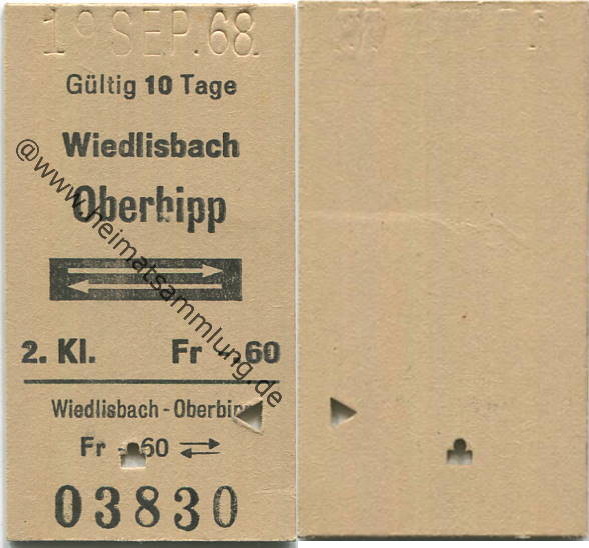 19 SEP. 68
Gültig 10 Tage
Wiedlisbach
Oberbipp
2. Kl. Fr -.60
Wiedlisbach - Oberbipp
Fr -.60
03830
@www.heimatsammlung.de